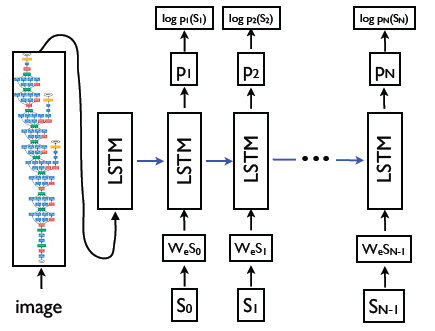 log p1(S1) log p2(S2) log pN(SN)
p1 p2 pN
LSTM LSTM LSTM LSTM
WeS0 WeS1 WeSN-1
image S0 S1 SN-1